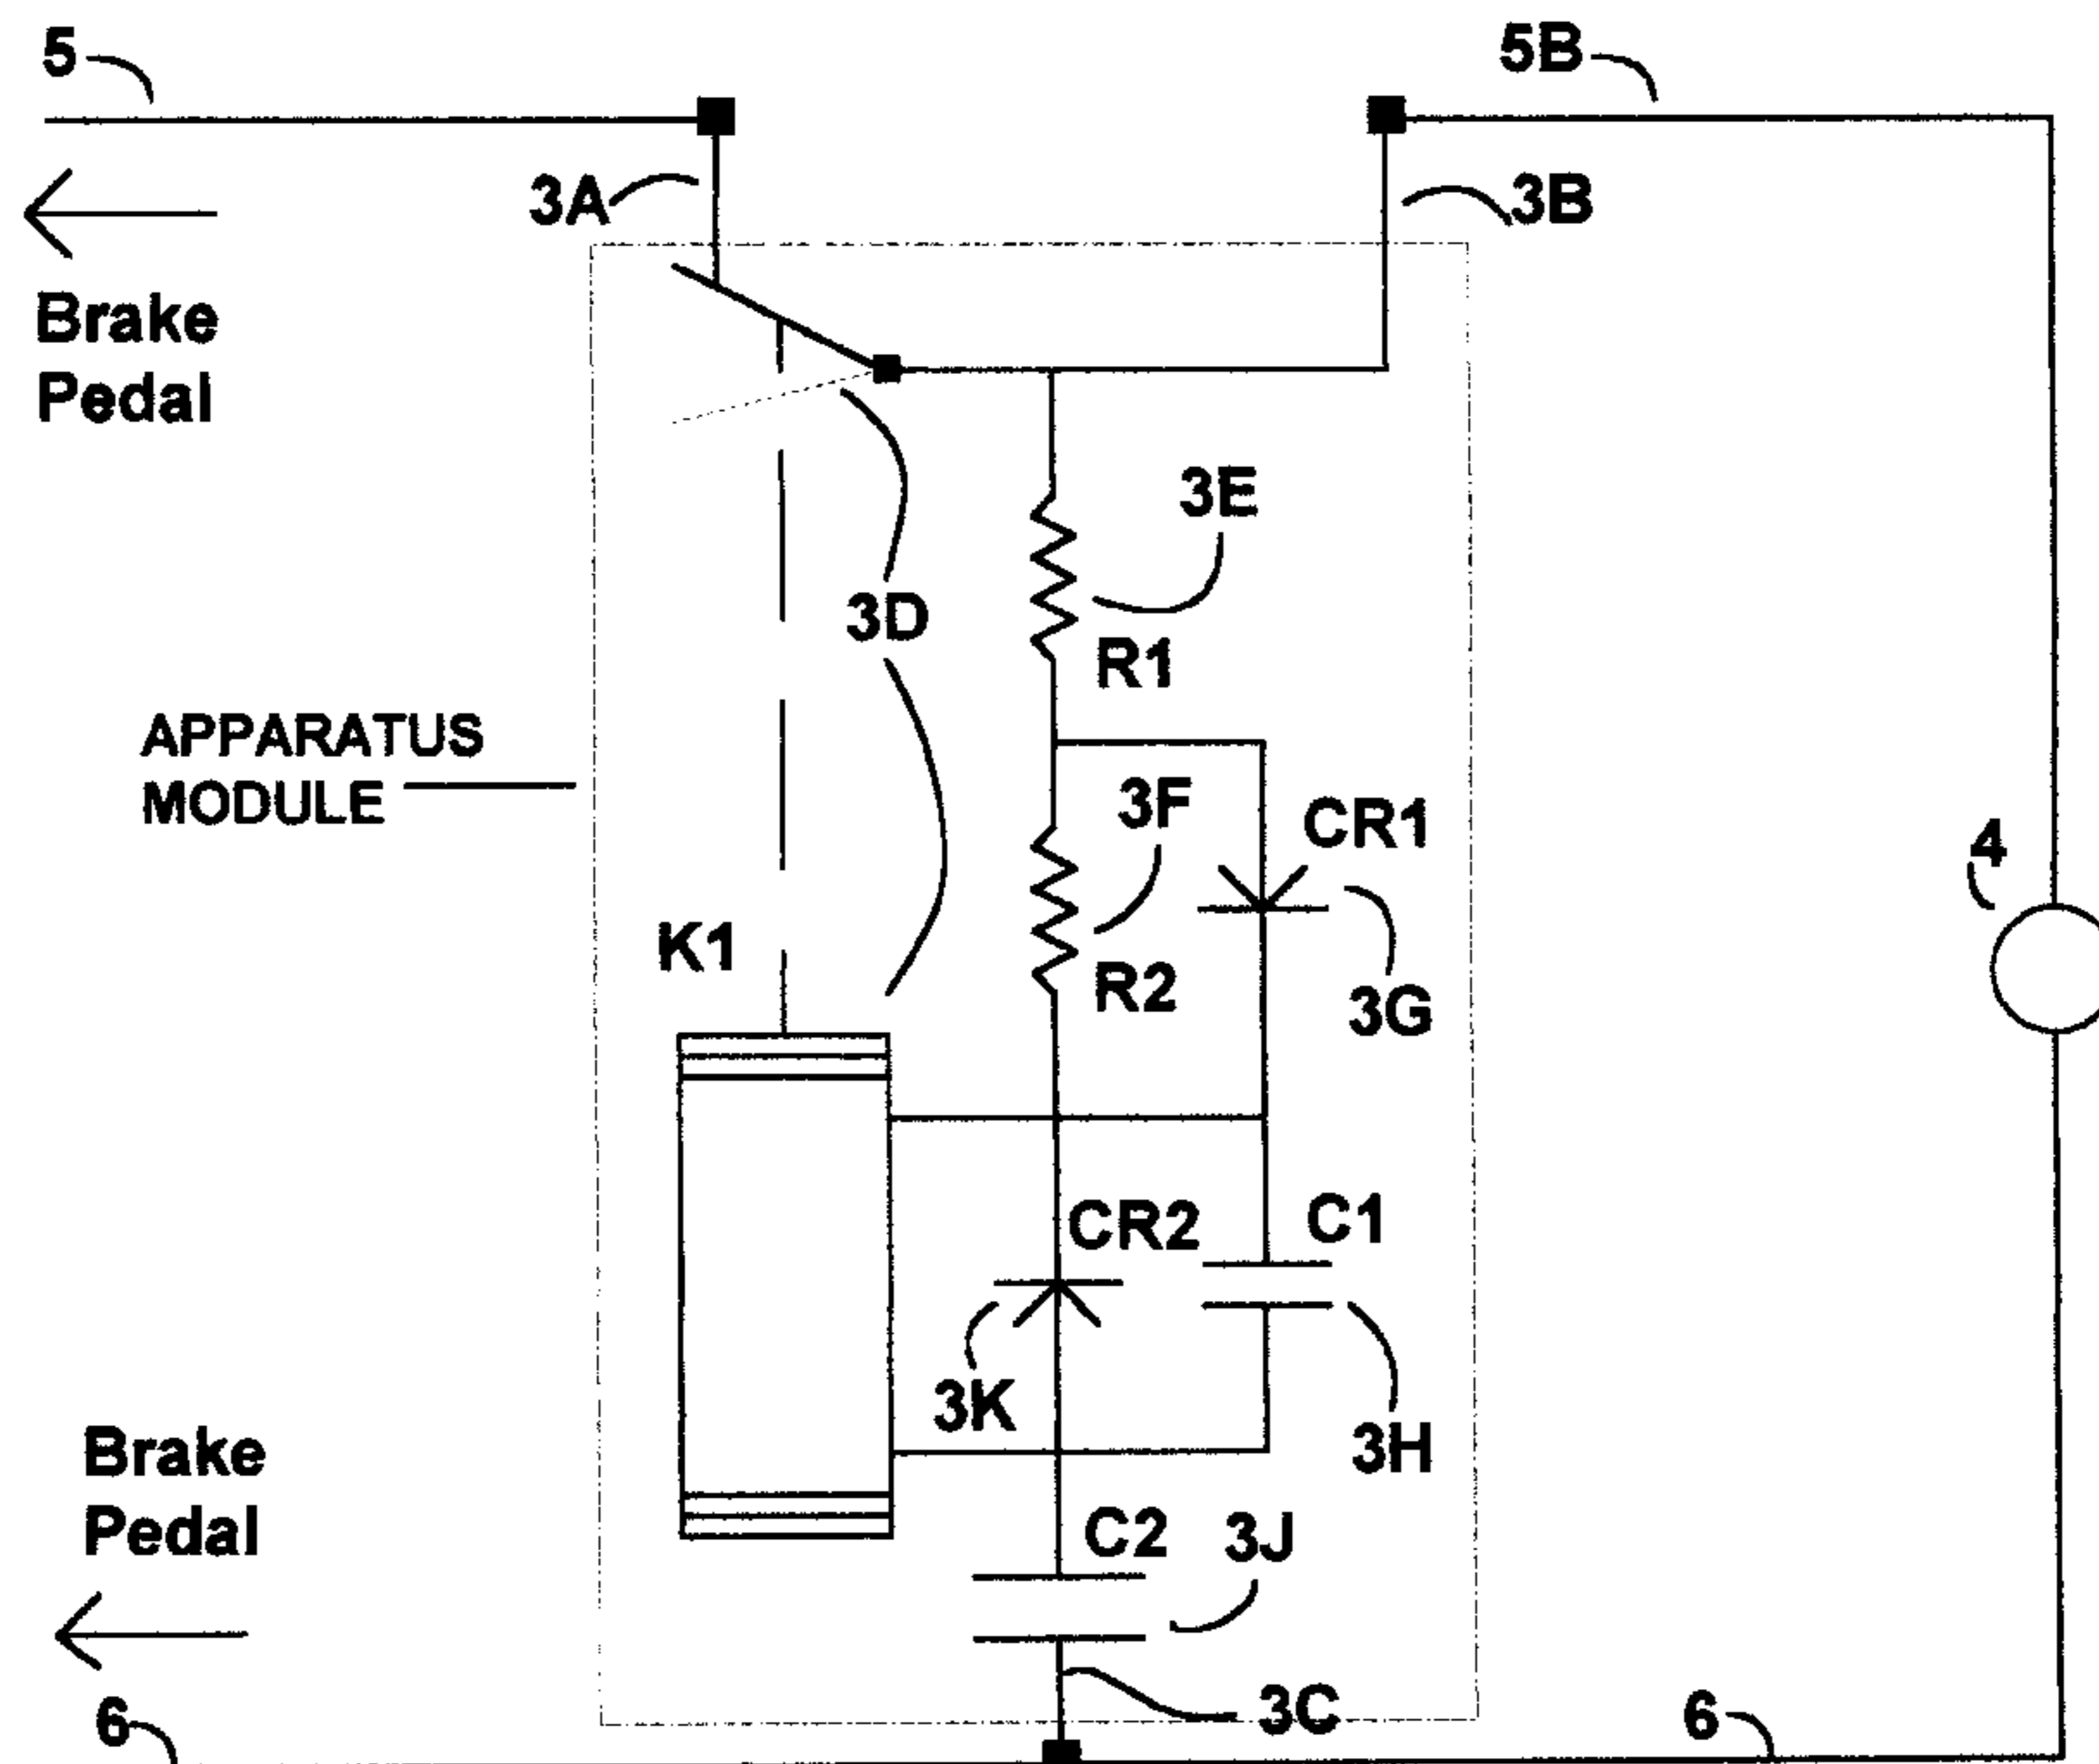 5
5B
3A
3B
Brake
Pedal
3E
3D
R1
APPARATUS
MODULE
3F
CR1
4
K1
R2
3G
CR2
C1
3K
3H
Brake
Pedal
C2
3J
6
3C
6